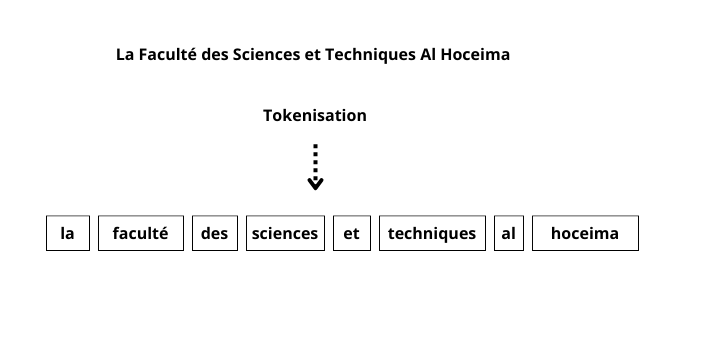 La Faculté des Sciences et Techniques Al Hoceima
Tokenisation
la faculté des sciences et techniques al hoceima